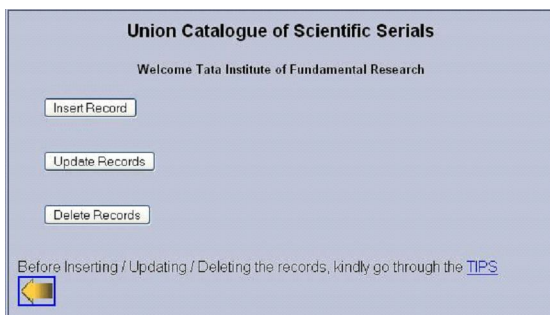 Union Catalogue of Scientific Serials
Welcome Tata Institute of Fundamental Research
Insert Record
Update Records
Delete Records
Before Inserting / Updating / Deleting the records, kindly go through the TIPS